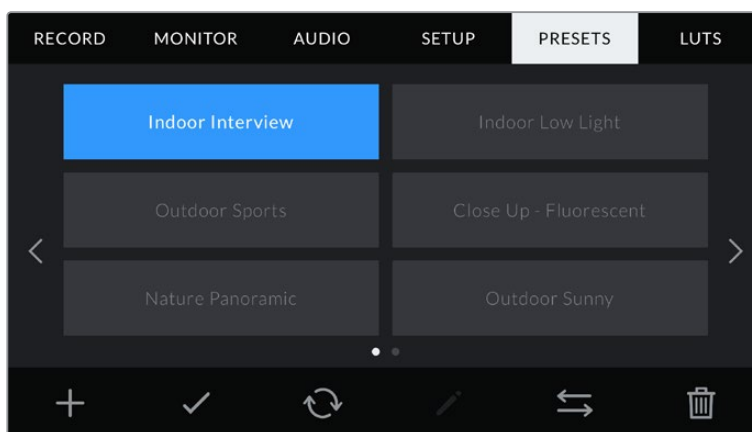 RECORD MONITOR AUDIO SETUP PRESETS LUTS
Indoor Interview Indoor Low Light
Outdoor Sports Close Up - Fluorescent
Nature Panoramic Outdoor Sunny